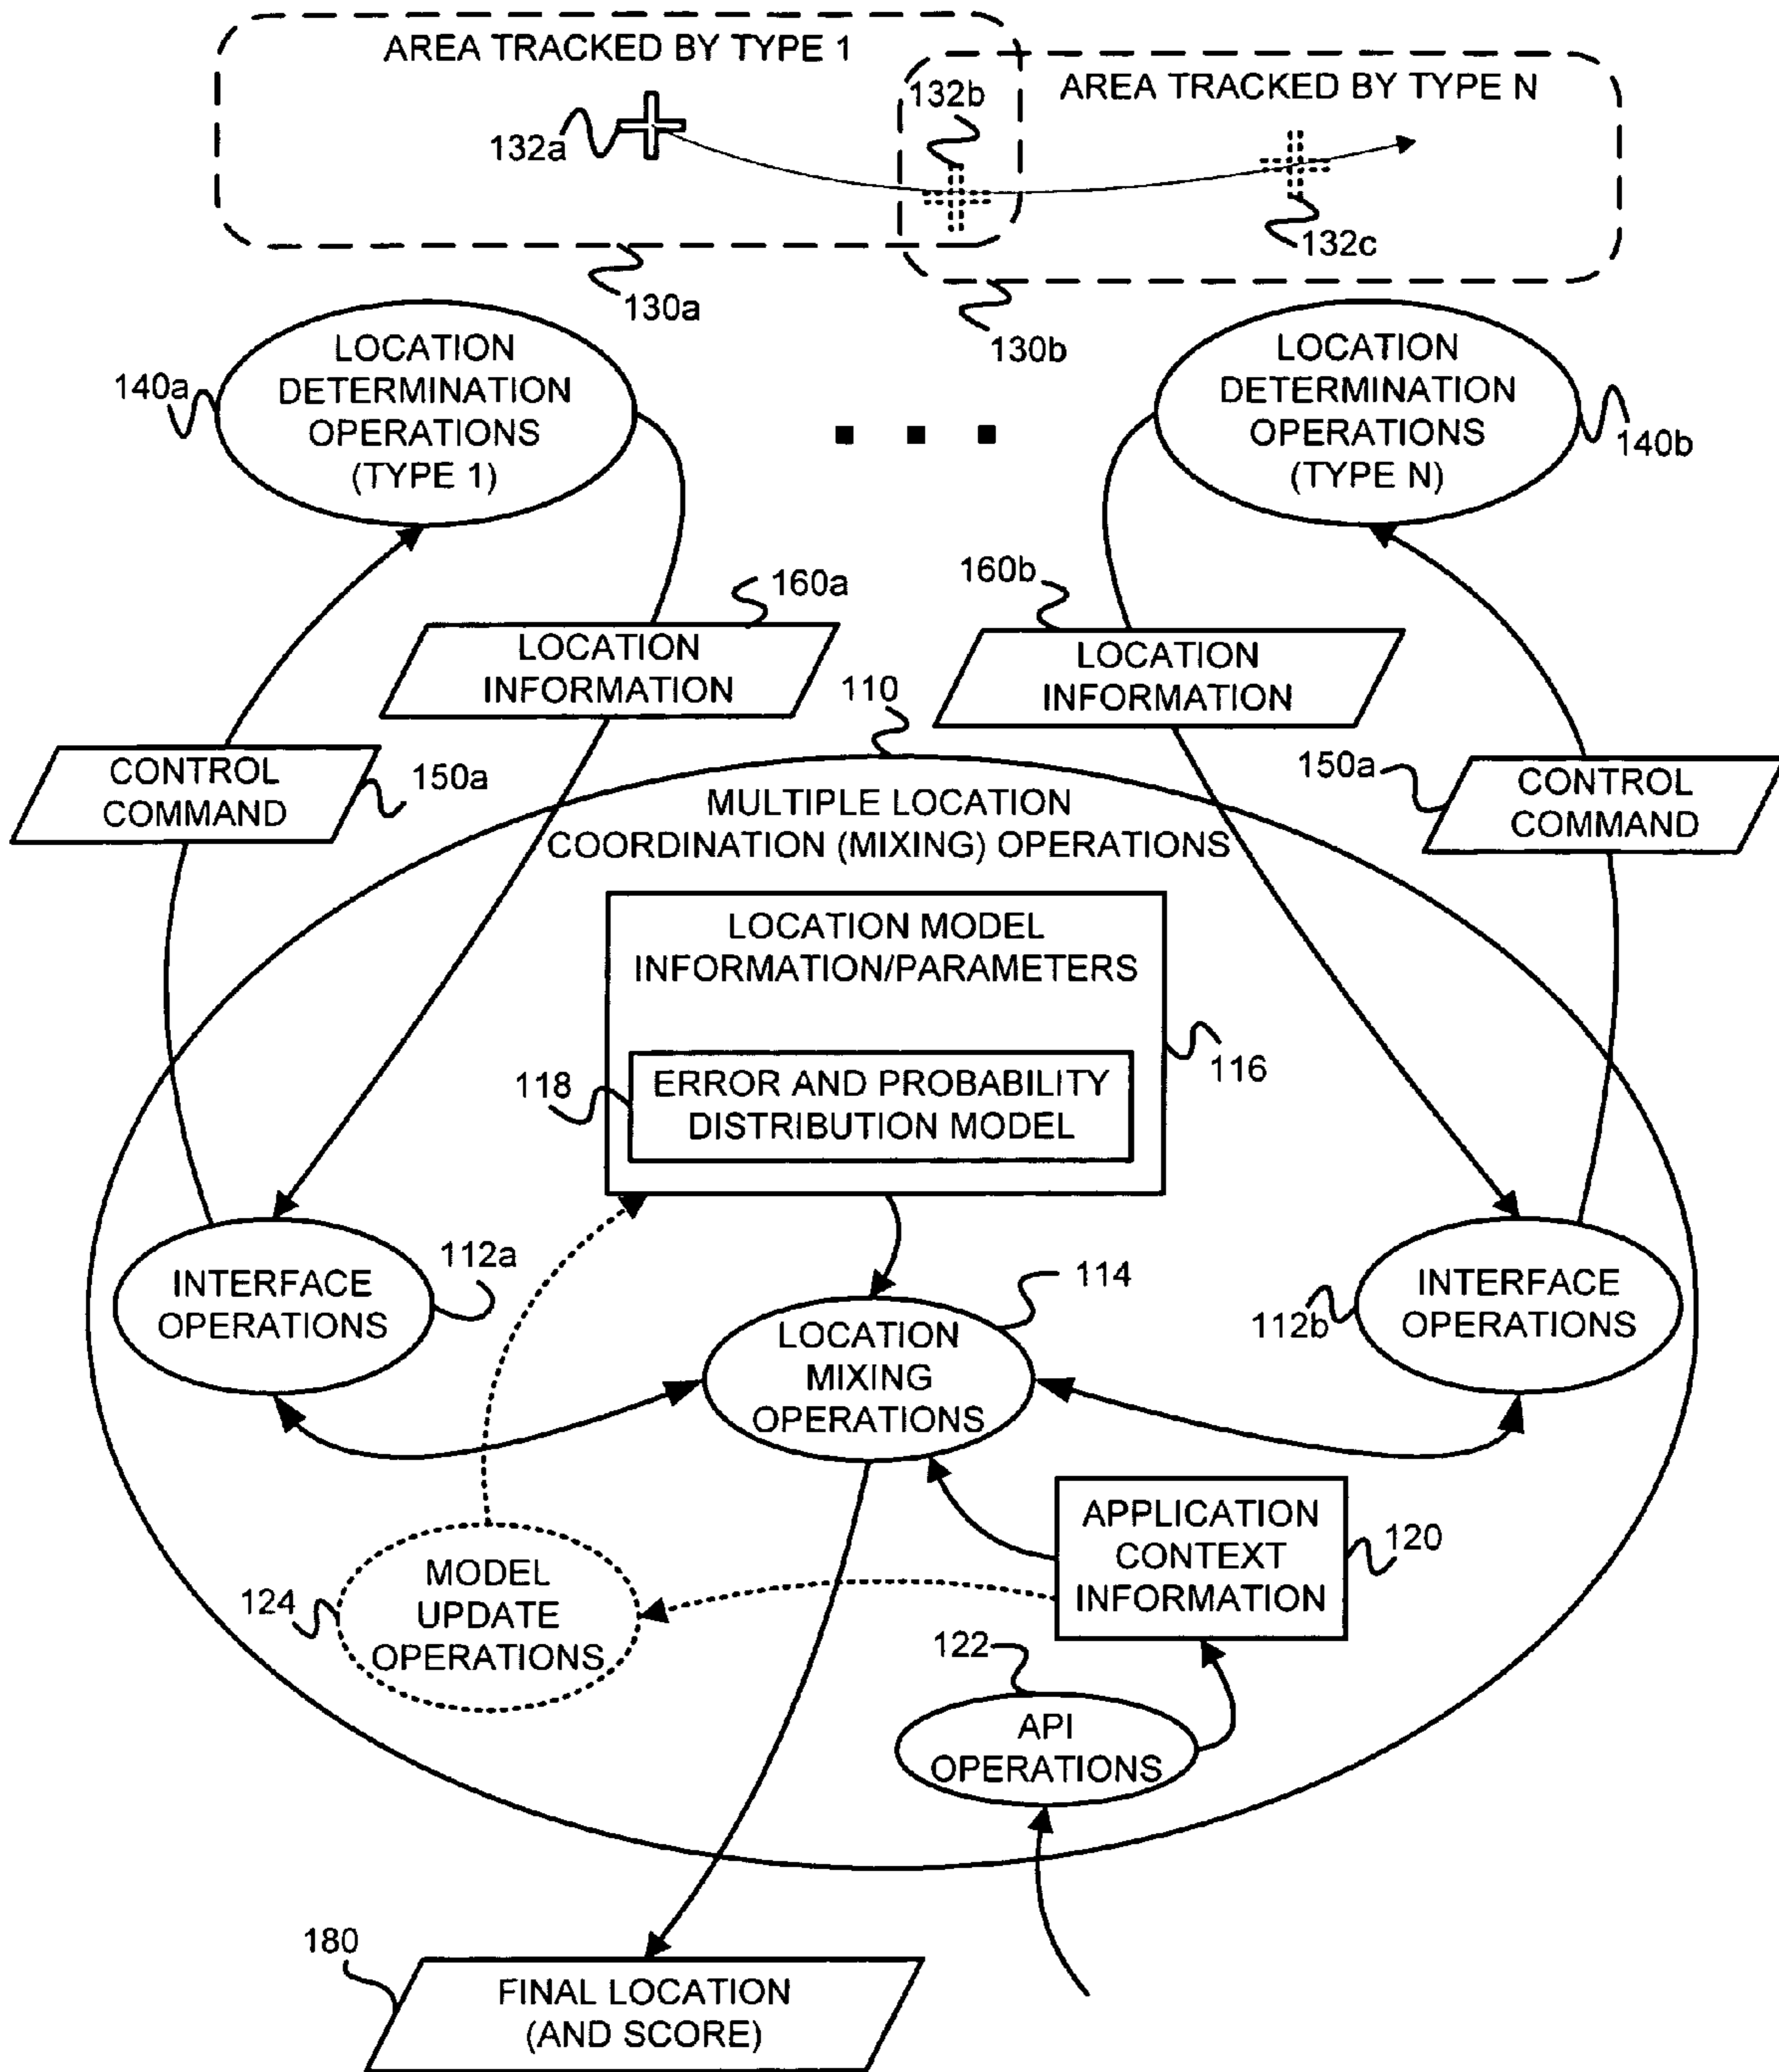 AREA TRACKED BY TYPE 1
AREA TRACKED BY TYPE N
132b
132a
132c
130a
130b
LOCATION
DETERMINATION
OPERATIONS
(TYPE 1)
140a
LOCATION
DETERMINATION
OPERATIONS
(TYPE N)
140b
160a
160b
LOCATION
INFORMATION
LOCATION
INFORMATION
110
CONTROL
COMMAND
150a
150a
CONTROL
COMMAND
MULTIPLE LOCATION
COORDINATION (MIXING) OPERATIONS
LOCATION MODEL
INFORMATION/PARAMETERS
116
118
ERROR AND PROBABILITY
DISTRIBUTION MODEL
112a
INTERFACE
OPERATIONS
114
LOCATION
MIXING
OPERATIONS
112b
INTERFACE
OPERATIONS
APPLICATION
CONTEXT
INFORMATION
120
124
MODEL
UPDATE
OPERATIONS
122
API
OPERATIONS
180
FINAL LOCATION
(AND SCORE)